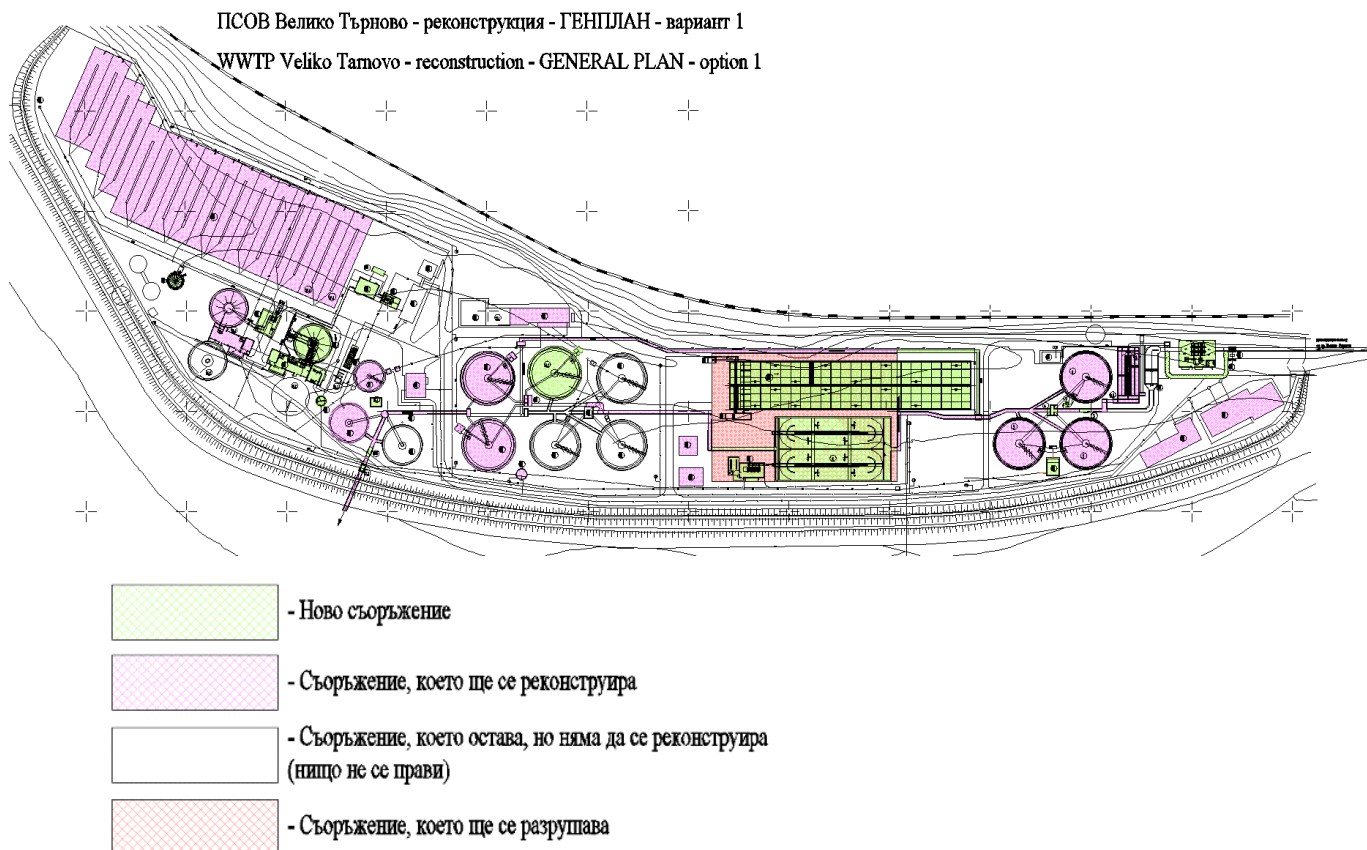 ПСОВ Велико Търново - реконструкция - ГЕНПЛАН - вариант 1
WWTP Veliko Tarnovo - reconstruction - GENERAL PLAN - option 1
- Ново съоръжение
- Съоръжение, което ще се реконструира
- Съоръжение, което остава, но няма да се реконструира
(нищо не се прави)
- Съоръжение, което ще се разрушава